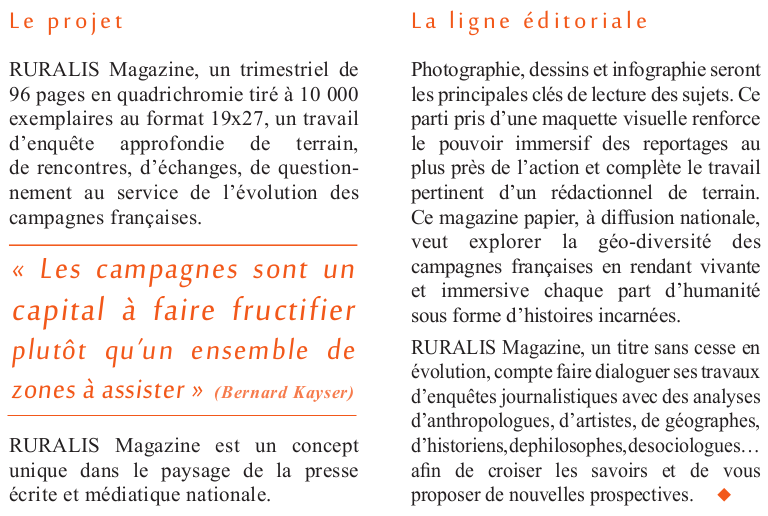 Le projet
RURALIS Magazine, un trimestriel de
96 pages en quadrichromie tiré à 10 000
exemplaires au format 19x27, un travail
d’enquête approfondie de terrain,
de rencontres, d’échanges, de question-
nement au service de l’évolution des
campagnes françaises.
« Les campagnes sont un
capital à faire fructifier
plutôt qu’un ensemble de
zones à assister » (Bernard Kayser)
RURALIS Magazine est un concept
unique dans le paysage de la presse
écrite et médiatique nationale.
La ligne éditoriale
Photographie, dessins et infographie seront
les principales clés de lecture des sujets. Ce
parti pris d’une maquette visuelle renforce
le pouvoir immersif des reportages au
plus près de l’action et complète le travail
pertinent d’un rédactionnel de terrain.
Ce magazine papier, à diffusion nationale,
veut explorer la géo-diversité des
campagnes françaises en rendant vivante
et immersive chaque part d’humanité
sous forme d’histoires incarnées.
RURALIS Magazine, un titre sans cesse en
évolution, compte faire dialoguer ses travaux
d’enquêtes journalistiques avec des analyses
d’anthropologues, d’artistes, de géographes,
d’historiens, de philosophes, de sociologues…
afin de croiser les savoirs et de vous
proposer de nouvelles prospectives.